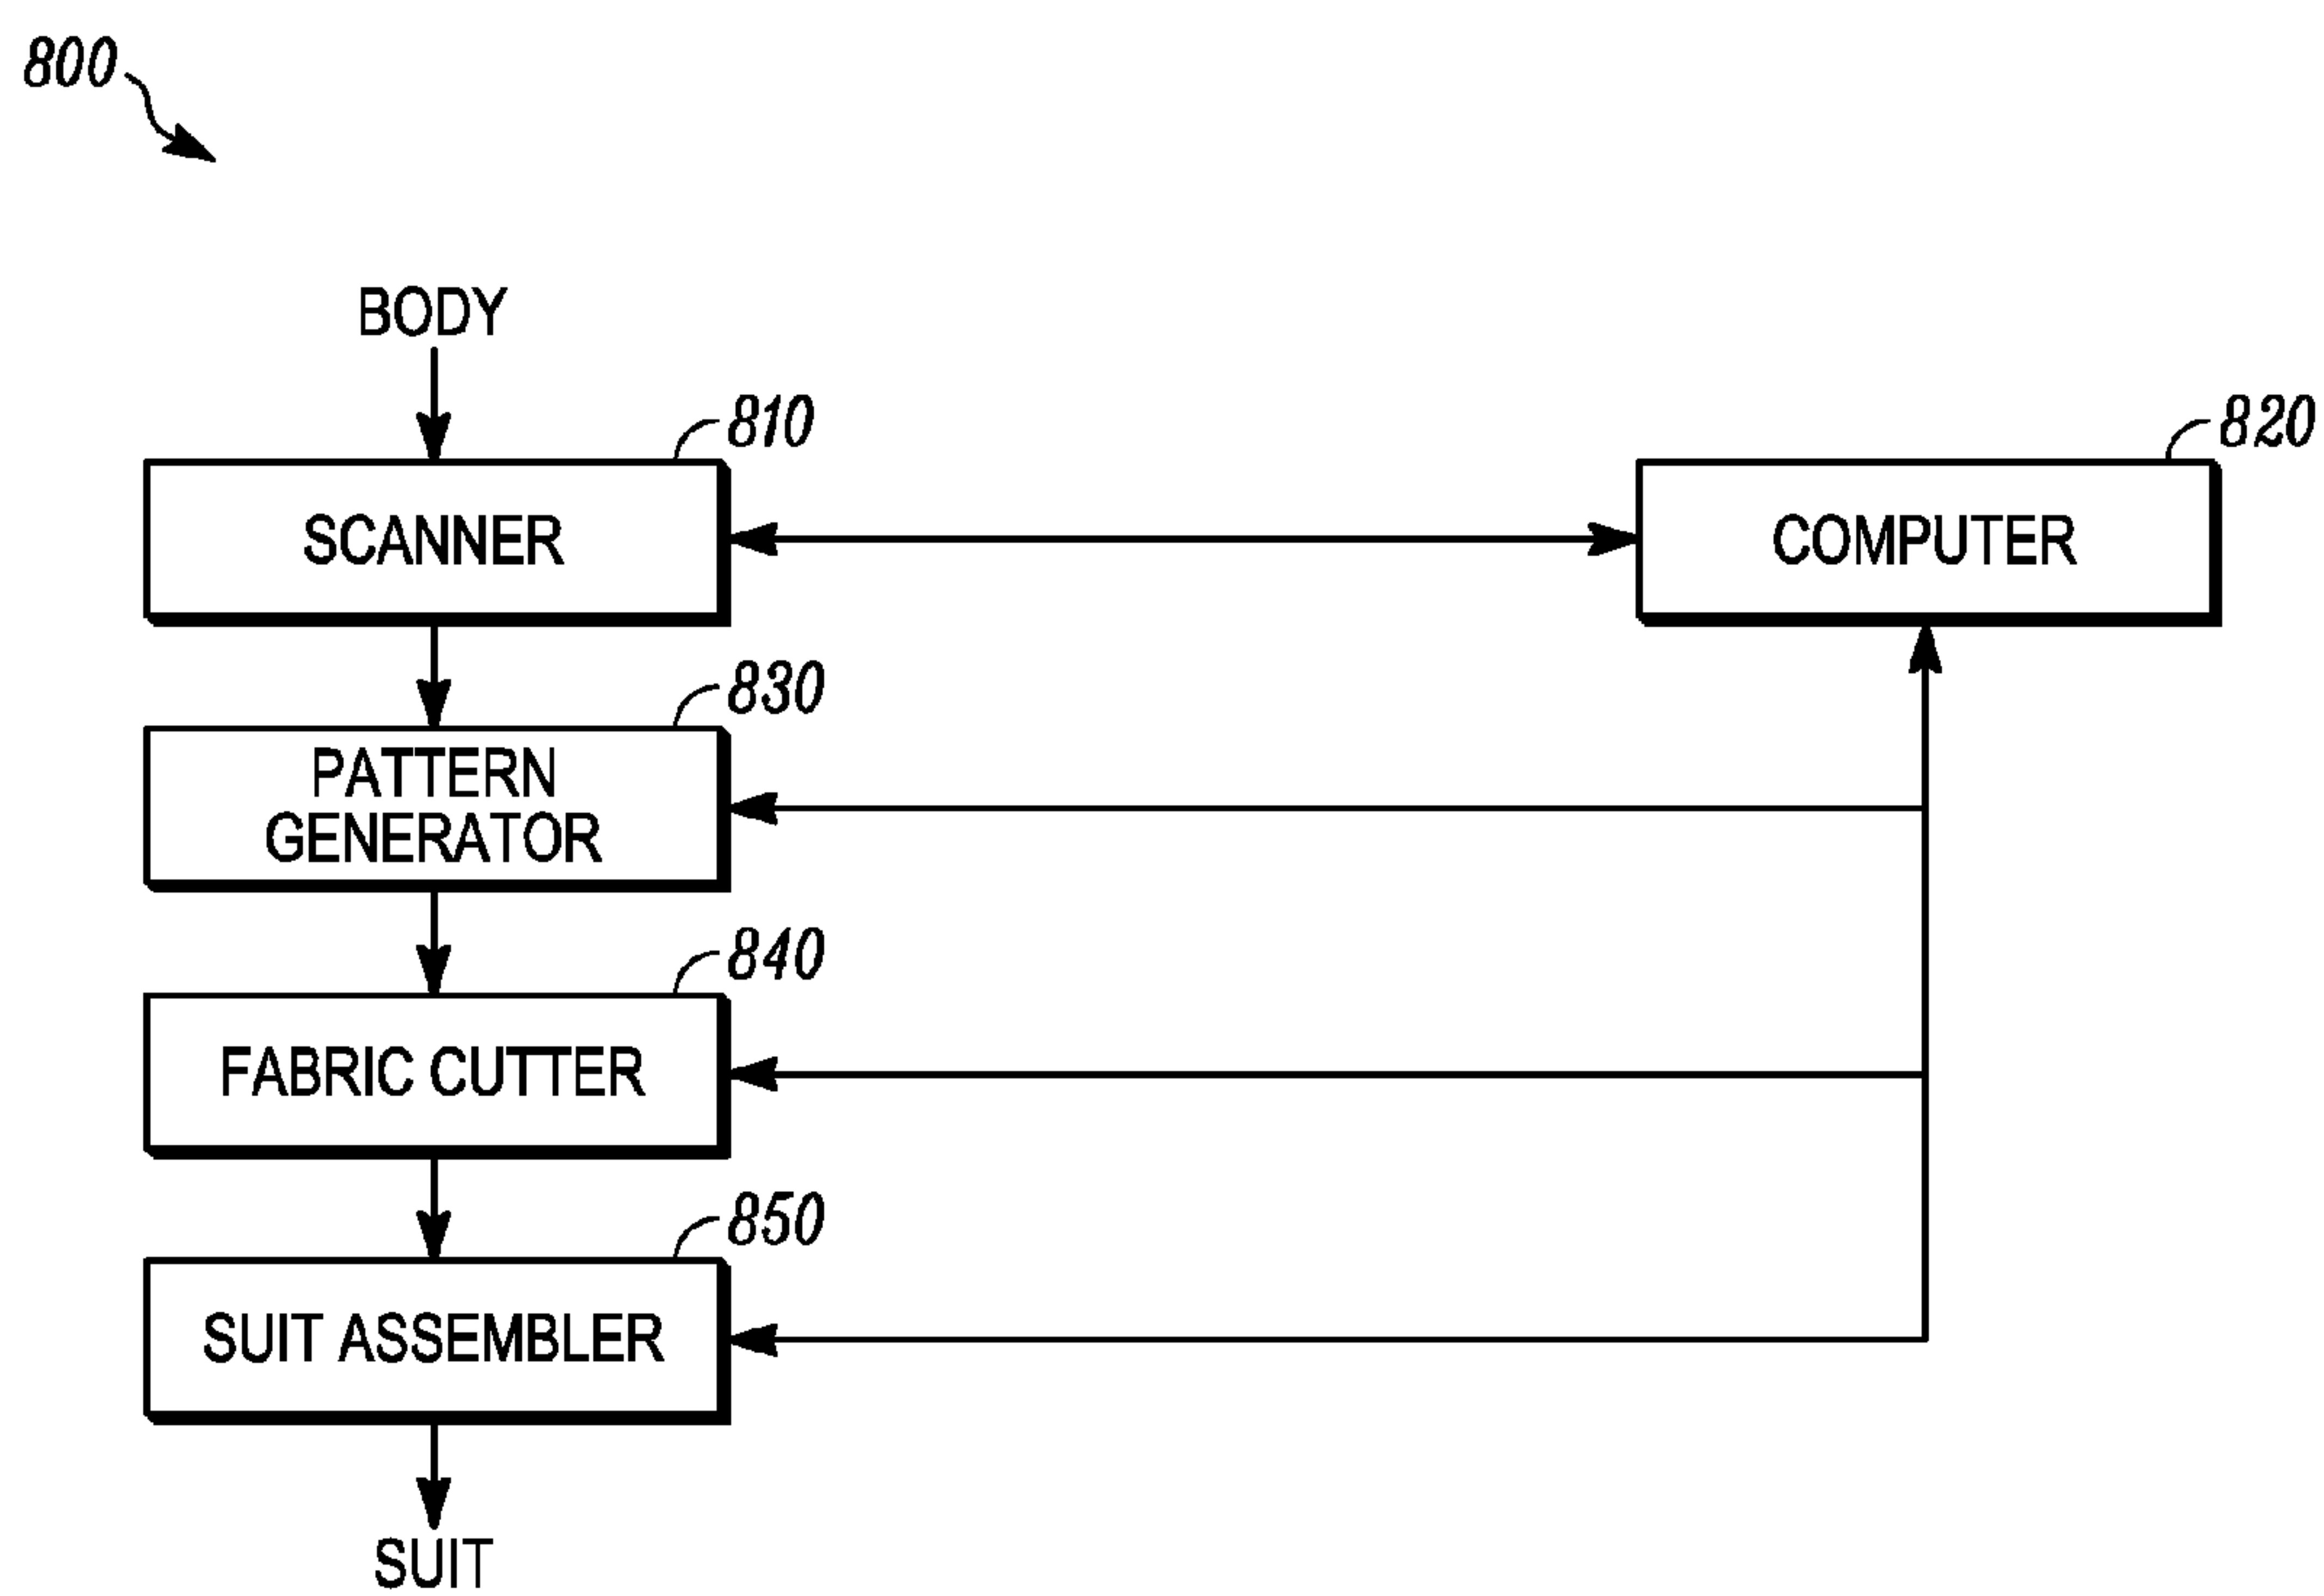 800
BODY
810
820
SCANNER
COMPUTER
830
PATTERN
GENERATOR
840
FABRIC CUTTER
850
SUIT ASSEMBLER
SUIT